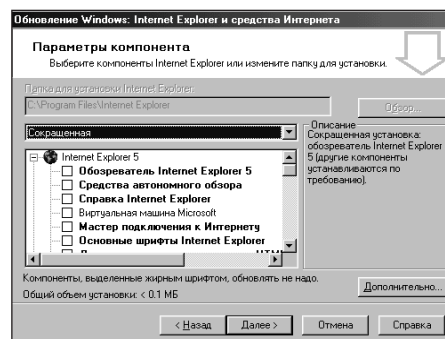 Обновление Windows: Internet Explorer и средства Интернета
Параметры компонента
Выберите компоненты Internet Explorer или измените папку для установки.
Папка для установки Internet Explorer:
C:\Program Files\Internet Explorer
Обзор...
Сокращенная
Internet Explorer 5
Обозреватель Internet Explorer 5
Средства автономного обзора
Справка Internet Explorer
Виртуальная машина Microsoft
Мастер подключения к Интернету
Основные шрифты Internet Explorer
Описание
Сокращенная установка:
обозреватель Internet Explorer
5 (другие компоненты
устанавливаются по
требованию).
Компоненты, выделенные жирным шрифтом, обновлять не надо.
Общий объем установки: < 0.1 МБ
Дополнительно...
< Назад
Далее >
Отмена
Справка